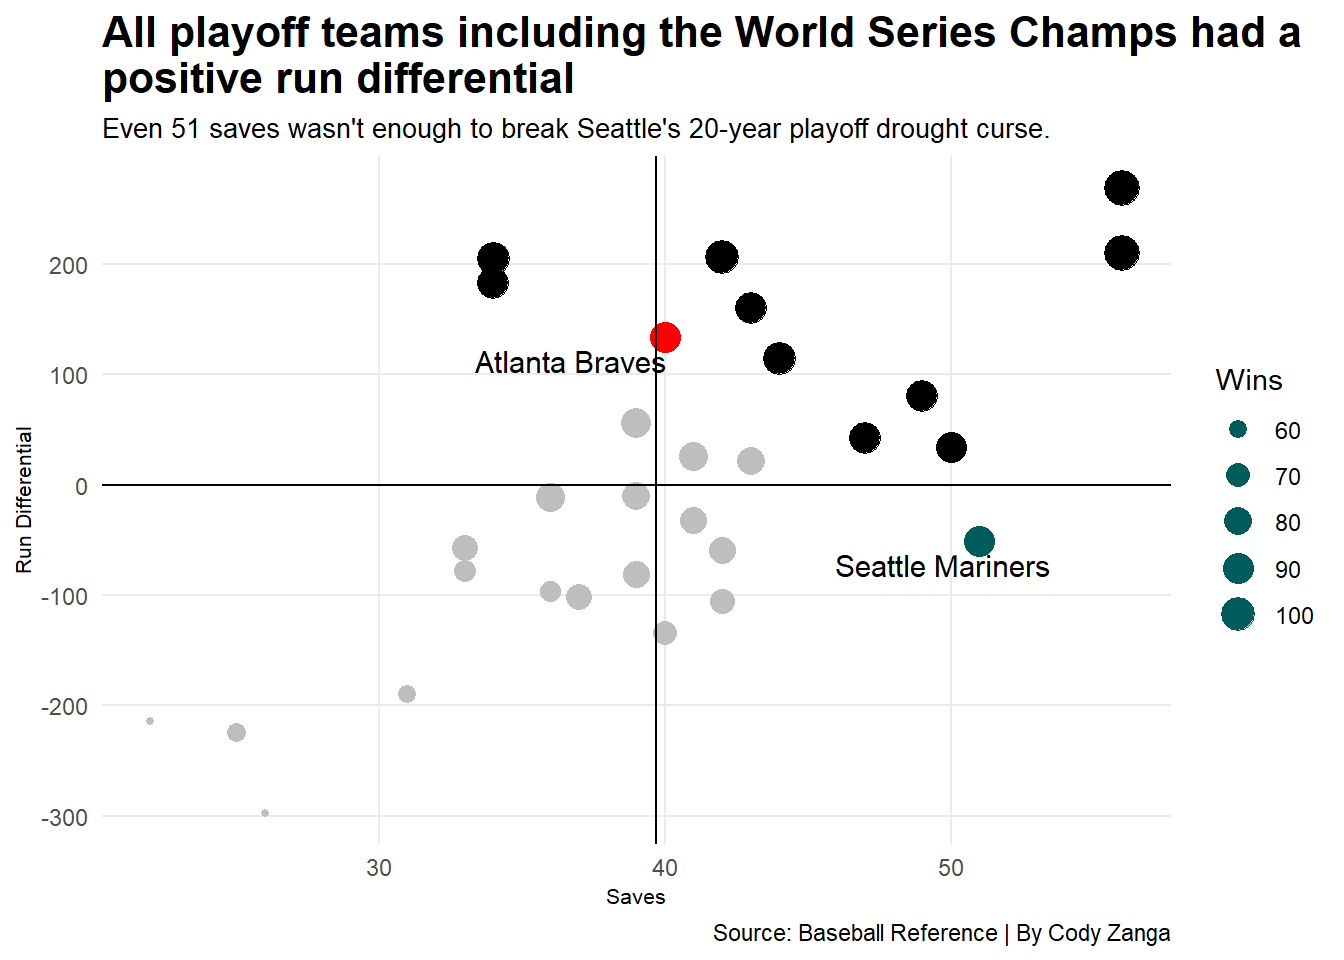 All playoff teams including the World Series Champs had a
positive run differential
Even 51 saves wasn't enough to break Seattle's 20-year playoff drought curse.
200
100
0
-100
-200
-300
Run Differential
Atlanta Braves
Seattle Mariners
30
40
50
Saves
Wins
60
70
80
90
100
Source: Baseball Reference | By Cody Zanga